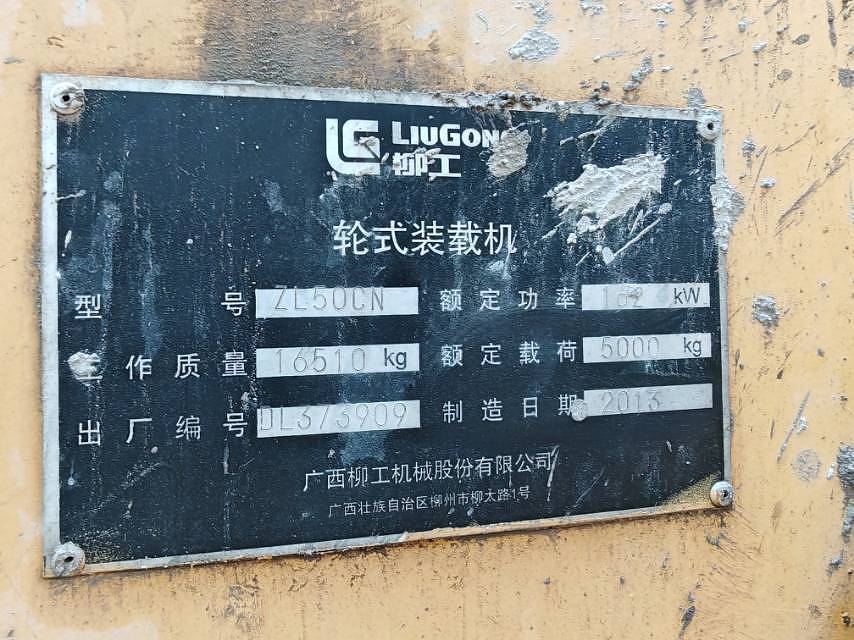 LIUGONG
柳工
轮式装载机
型号 ZL50CN 额定功率 162 kW
工作质量 16510 kg 额定载荷 5000 kg
出厂编号 DL373909 制造日期 2013
广西柳工机械股份有限公司
广西壮族自治区柳州市柳太路1号